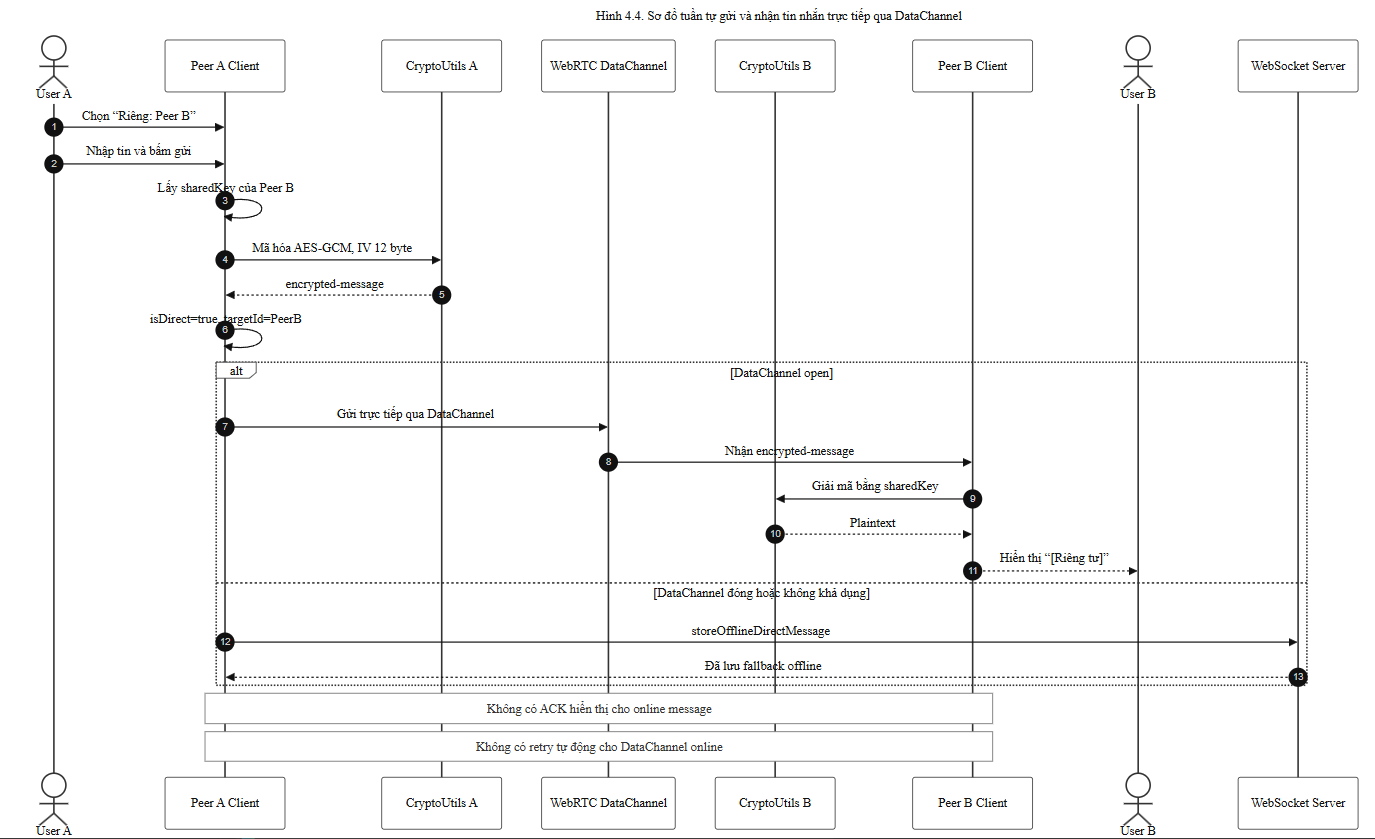 Hình 4.4. Sơ đồ tuần tự gửi và nhận tin nhắn trực tiếp qua DataChannel
User A
Peer A Client
CryptoUtils A
WebRTC DataChannel
CryptoUtils B
Peer B Client
User B
WebSocket Server
Chọn “Riêng: Peer B”
1
Nhập tin và bấm gửi
2
Lấy sharedKey của Peer B
3
Mã hóa AES-GCM, IV 12 byte
4
encrypted-message
5
isDirect=true, targetId=PeerB
6
alt
[DataChannel open]
Gửi trực tiếp qua DataChannel
7
Nhận encrypted-message
8
Giải mã bằng sharedKey
9
Plaintext
10
Hiển thị “[Riêng tư]”
11
[DataChannel đóng hoặc không khả dụng]
storeOfflineDirectMessage
12
Đã lưu fallback offline
13
Không có ACK hiển thị cho online message
Không có retry tự động cho DataChannel online
User A
Peer A Client
CryptoUtils A
WebRTC DataChannel
CryptoUtils B
Peer B Client
User B
WebSocket Server